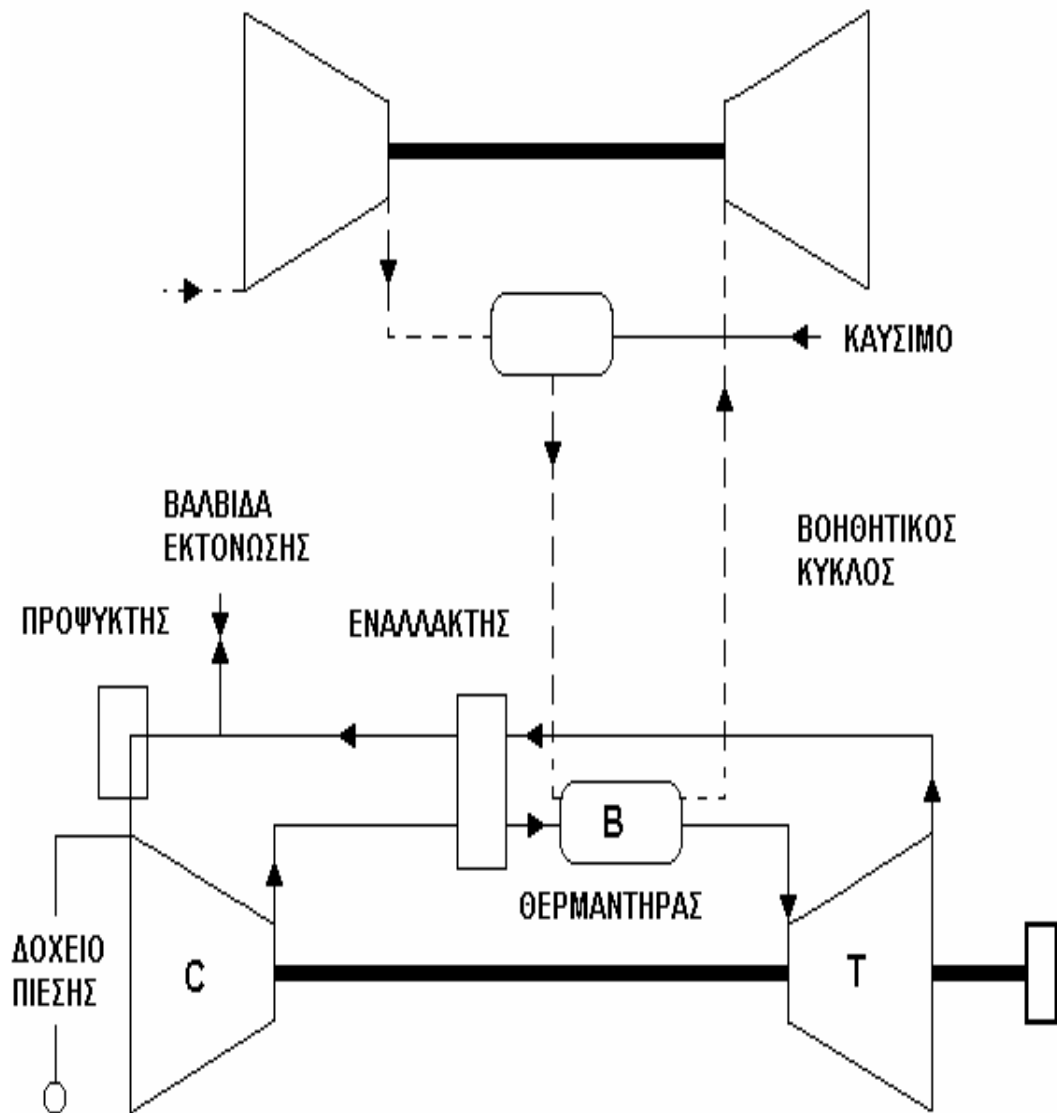 ΚΑΥΣΙΜΟ
ΒΑΛΒΙΔΑ
ΕΚΤΟΝΩΣΗΣ
ΒΟΗΘΗΤΙΚΟΣ
ΚΥΚΛΟΣ
ΠΡΟΨΥΚΤΗΣ
ΕΝΑΛΛΑΚΤΗΣ
B
ΘΕΡΜΑΝΤΗΡΑΣ
ΔΟΧΕΙΟ
ΠΙΕΣΗΣ
C
T